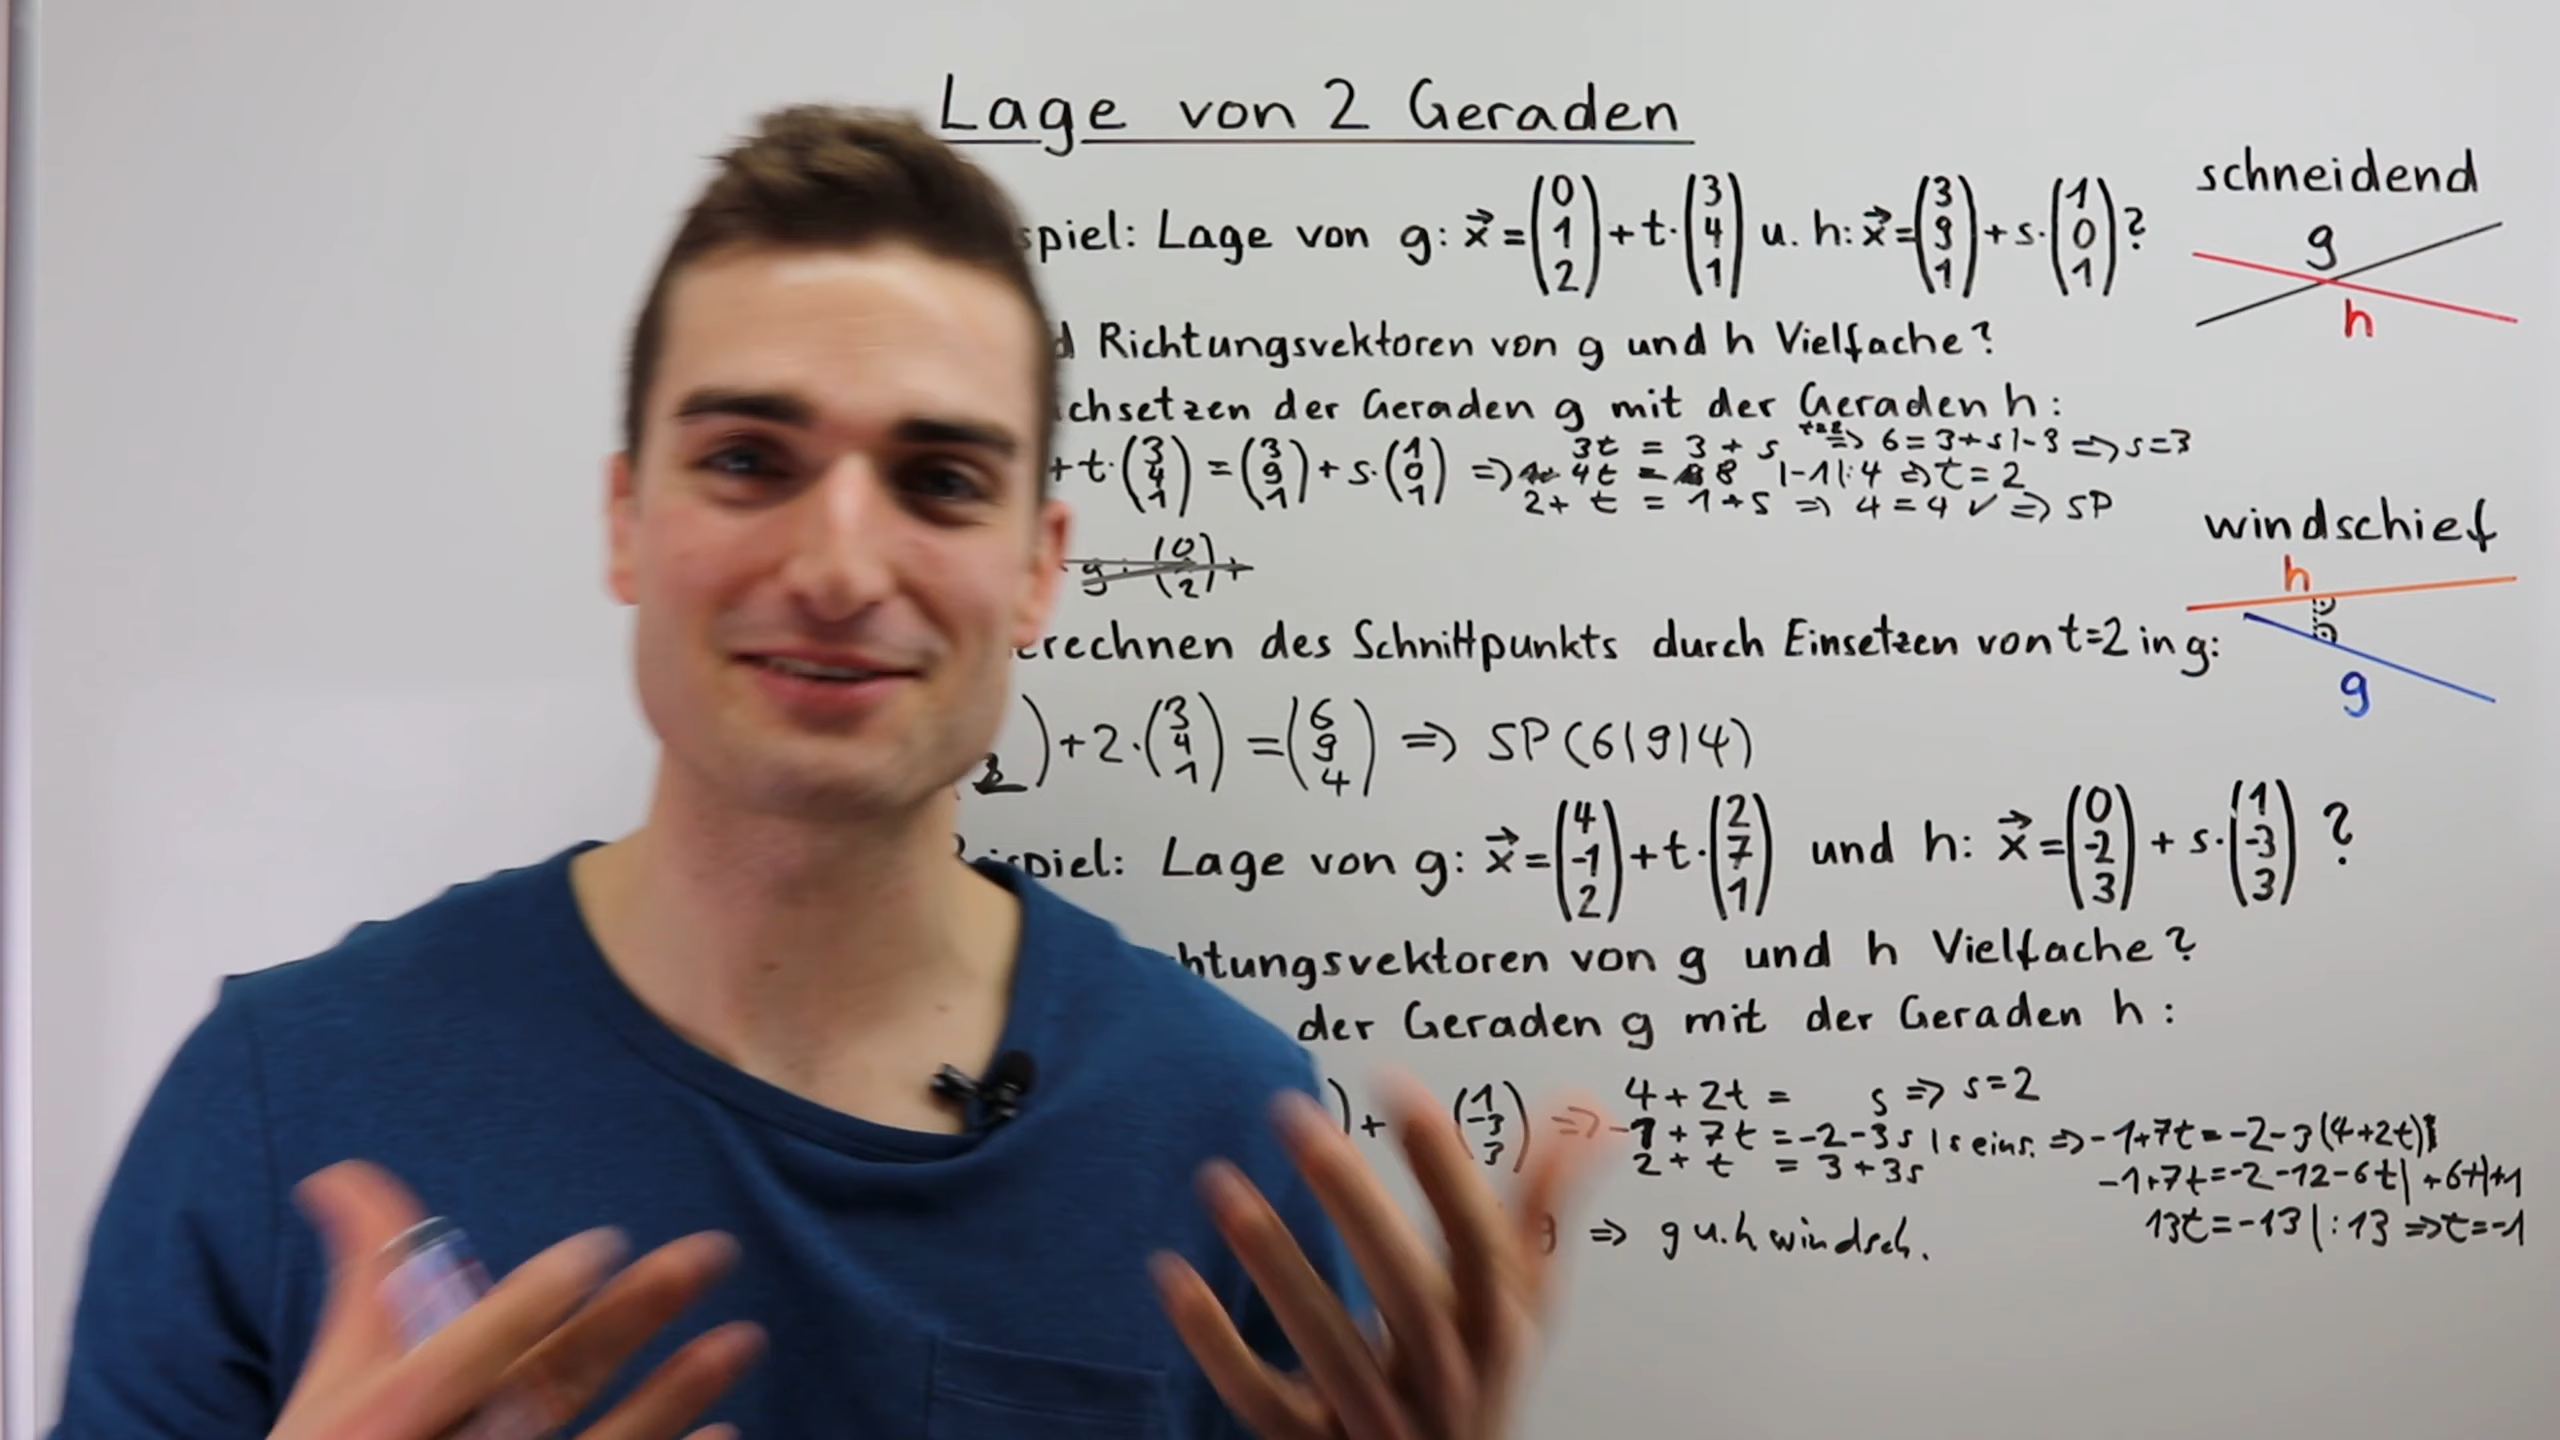 Lage von 2 Geraden
schneidend
spiel: Lage von g: x⃗ = (0 1 2) + t · (3 4 1) u. h: x⃗ = (3 9 1) + s · (1 0 1) ?
g
h
d Richtungsvektoren von g und h Vielfache?
chsetzen der Geraden g mit der Geraden h:
+ t · (3 4 1) = (3 9 1) + s · (1 0 1) ⇒
3t = 3 + s ⇒ 6 = 3 + s | -3 ⇒ s = 3
4t = 8 | -1 | :4 ⇒ t = 2
2 + t = 1 + s ⇒ 4 = 4 ✓ ⇒ SP
windschief
h
g
erechnen des Schnittpunkts durch Einsetzen von t=2 in g:
) + 2 · (3 4 1) = (6 9 4) ⇒ SP (6|9|4)
spiel: Lage von g: x⃗ = (4 -1 2) + t · (2 7 1) und h: x⃗ = (0 -2 3) + s · (1 -3 3) ?
htungsvektoren von g und h Vielfache?
der Geraden g mit der Geraden h:
) + (1 -3 3) ⇒
4 + 2t = s ⇒ s = 2
-1 + 7t = -2 - 3s | s eins. ⇒ -1 + 7t = -2 - 3(4 + 2t)
2 + t = 3 + 3s
-1 + 7t = -2 - 12 - 6t | + 6t | +1
13t = -13 | :13 ⇒ t = -1
⇒ g u. h windsch.